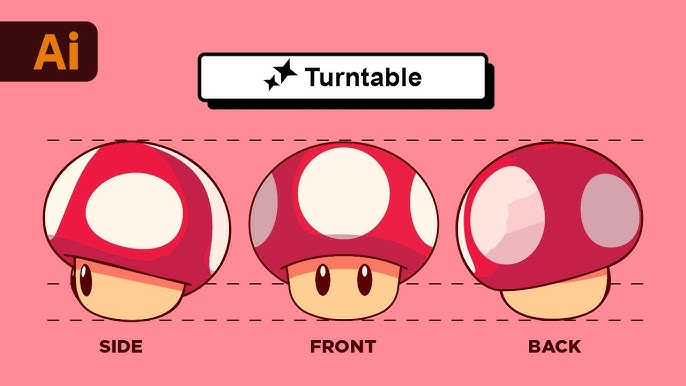 Ai
Turntable
SIDE
FRONT
BACK